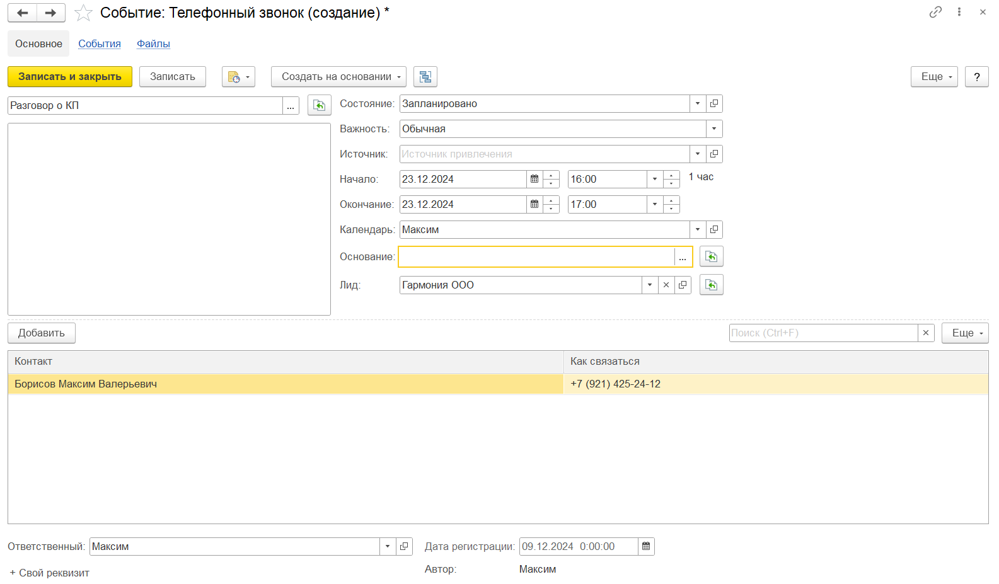 Событие: Телефонный звонок (создание) *
Основное События Файлы
Записать и закрыть Записать Создать на основании Еще ?
Разговор о КП ...
Состояние: Запланировано
Важность: Обычная
Источник: Источник привлечения
Начало: 23.12.2024 16:00 1 час
Окончание: 23.12.2024 17:00
Календарь: Максим
Основание: ...
Лид: Гармония ООО
Добавить Поиск (Ctrl+F) Еще
Контакт Как связаться
Борисов Максим Валерьевич +7 (921) 425-24-12
Ответственный: Максим Дата регистрации: 09.12.2024 0:00:00
+ Свой реквизит Автор: Максим